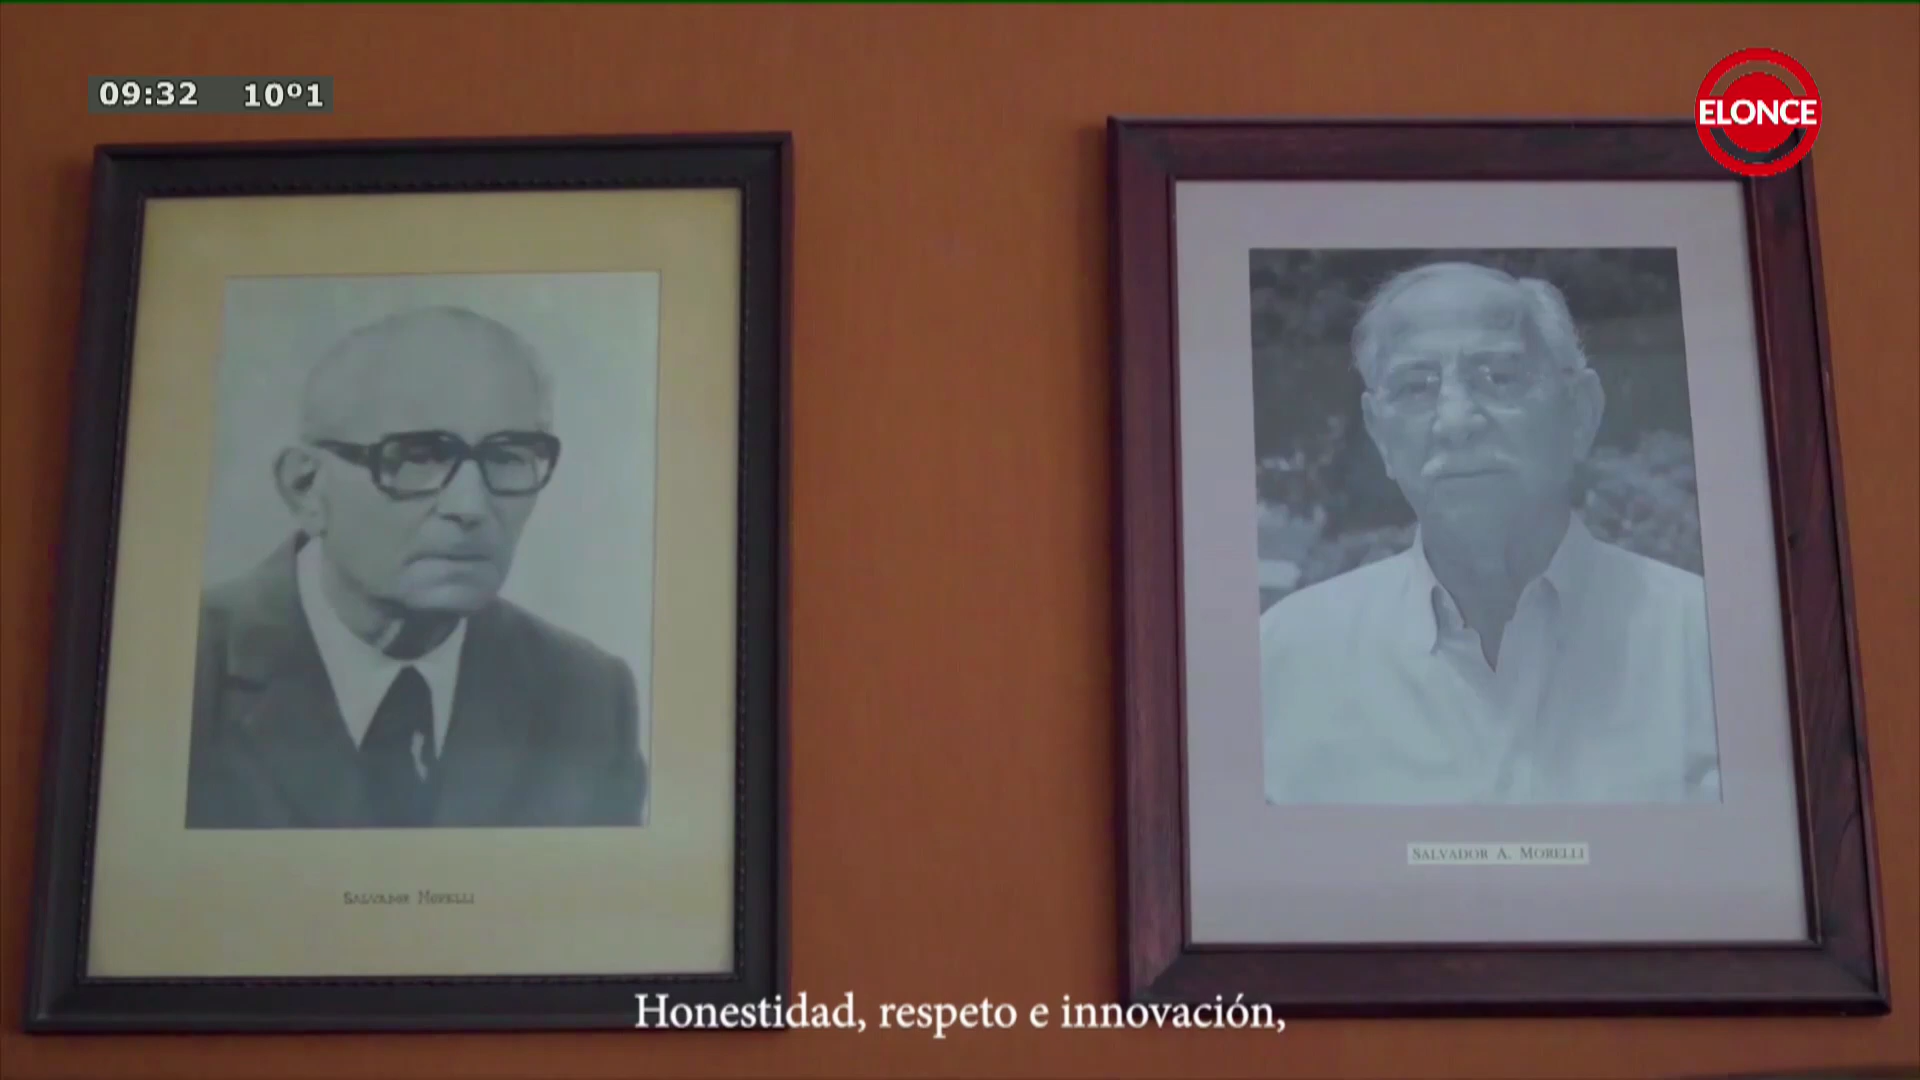 09:32 10º1
ELONCE
SALVADOR MORELLI
SALVADOR A. MORELLI
Honestidad, respeto e innovación,